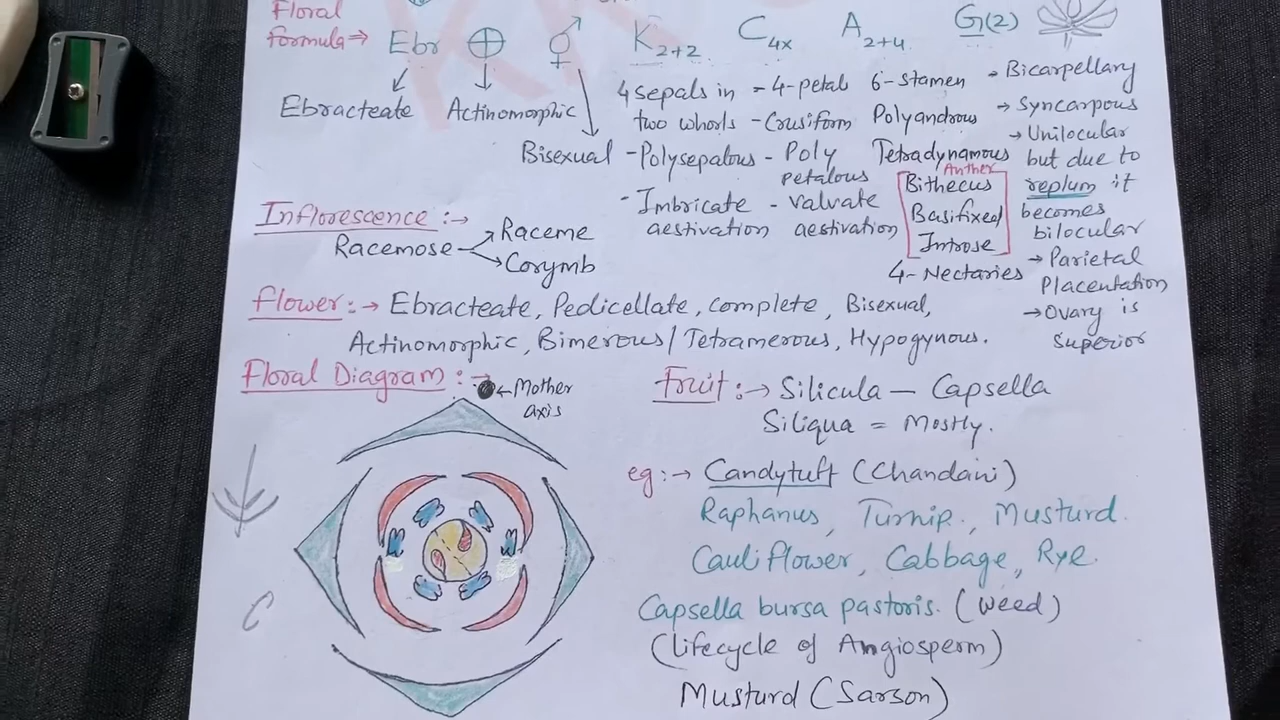 Floral
formula → Ebr ⊕ ⚥ K2+2 C4x A2+4 G(2)
Ebracteate Actinomorphic
Bisexual
4 sepals in
two whorls
- Polysepalous
- Imbricate
aestivation
= 4-petal
- Crusiform
- Poly
petalous
- valvate
aestivation
6-stamen
Polyandrous
Tetradynamous
Anther
Bithecus
Basifixed
Introse
4-Nectaries
→ Bicarpellary
→ Syncarpous
→ Unilocular
but due to
replum it
becomes
bilocular
→ Parietal
Placentation
→ Ovary is
superior
Inflorescence :→
Racemose → Raceme
→ Corymb
Flower :→ Ebracteate, Pedicellate, complete, Bisexual,
Actinomorphic, Bimerous/Tetramerous, Hypogynous.
Floral Diagram :→
← Mother
axis
Fruit :→ Silicula — Capsella
Siliqua = Mostly.
eg :→ Candytuft (Chandani)
Raphanus, Turnip, Musturd.
Cauliflower, Cabbage, Rye.
Capsella bursa pastoris. (weed)
(lifecycle of Angiosperm)
Musturd (Sarson)